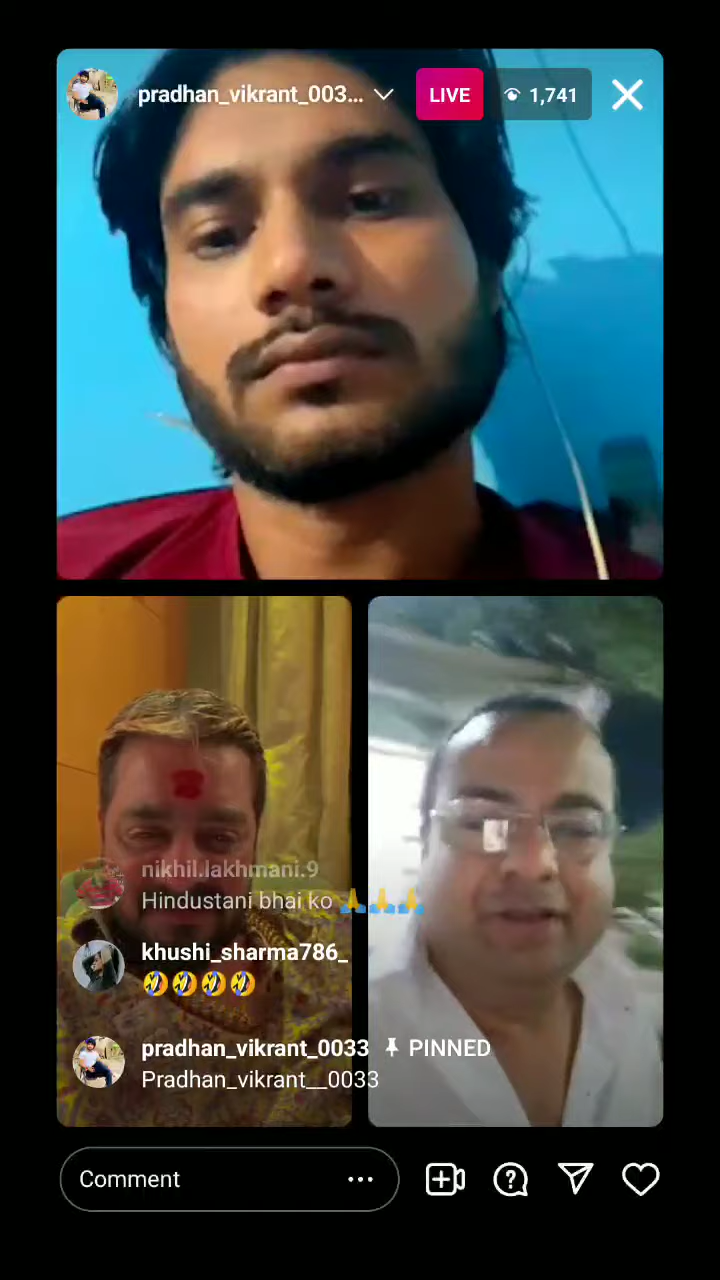 pradhan_vikrant_003...
LIVE
1,741
nikhil.lakhmani.9
Hindustani bhai ko 🙏🙏🙏
khushi_sharma786_
🤣🤣🤣🤣
pradhan_vikrant_0033 PINNED
Pradhan_vikrant__0033
Comment